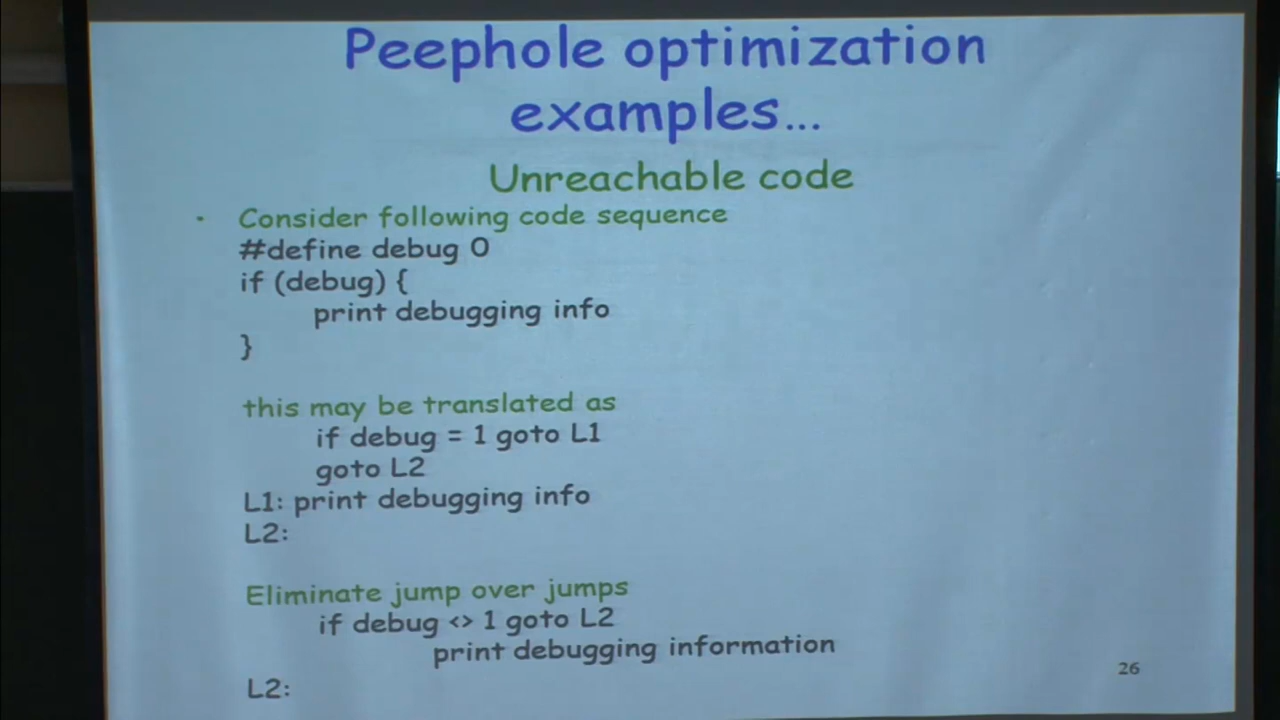 Peephole optimization
examples...
Unreachable code
• Consider following code sequence
#define debug 0
if (debug) {
print debugging info
}
this may be translated as
if debug = 1 goto L1
goto L2
L1: print debugging info
L2:
Eliminate jump over jumps
if debug <> 1 goto L2
print debugging information
L2:
26